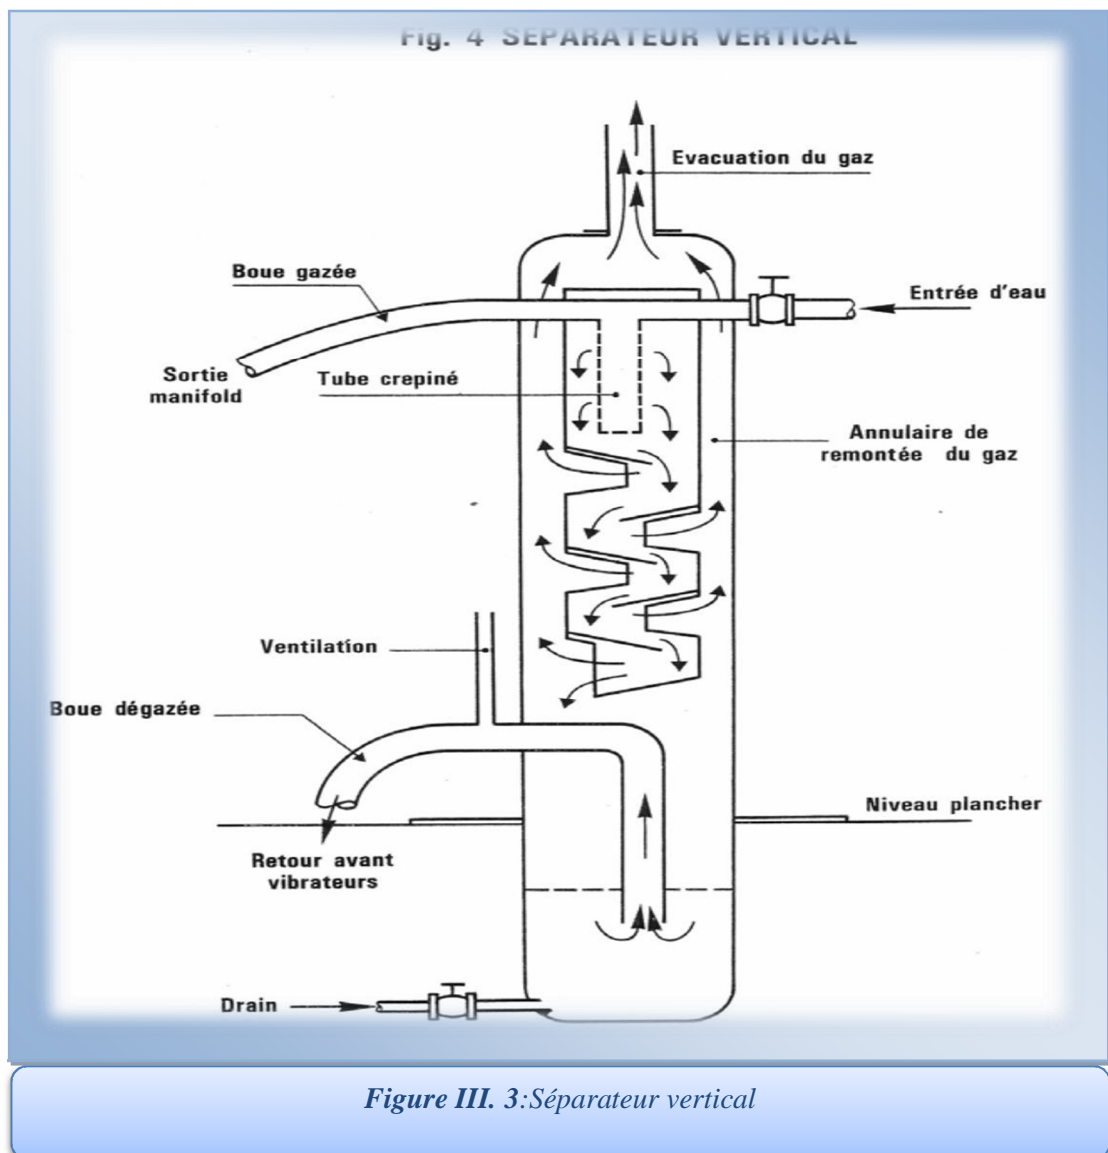 Fig. 4 SEPARATEUR VERTICAL
Evacuation du gaz
Boue gazée
Entrée d'eau
Sortie
manifold
Tube crepiné
Annulaire de
remontée du gaz
Ventilation
Boue dégazée
Niveau plancher
Retour avant
vibrateurs
Drain
Figure III. 3:Séparateur vertical